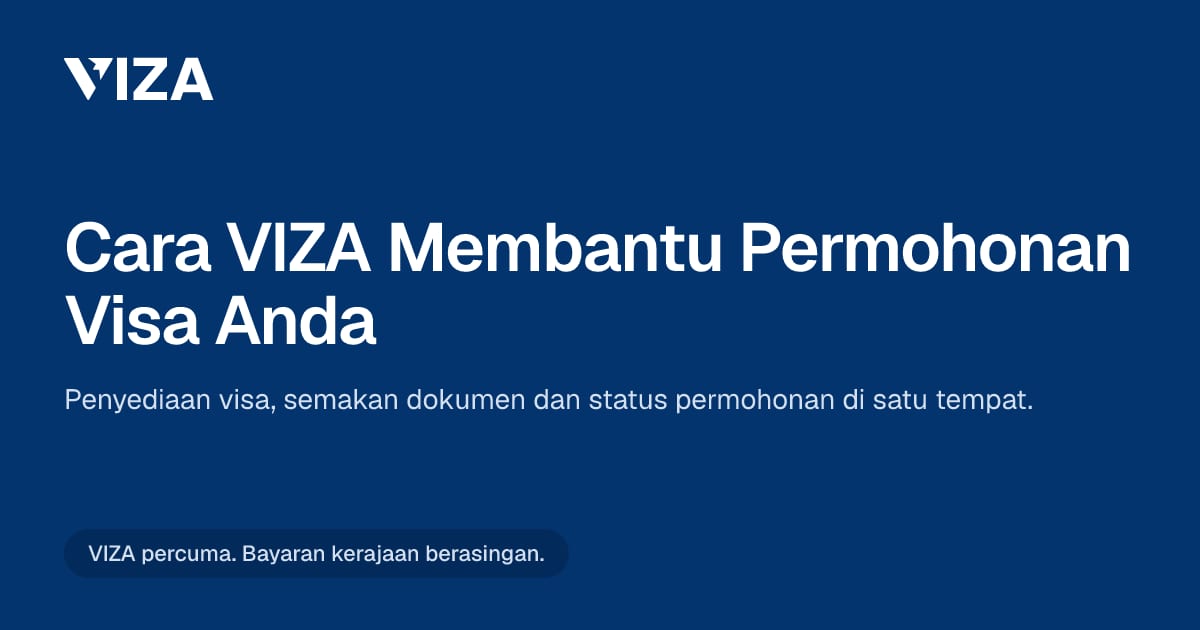 VIZA
Cara VIZA Membantu Permohonan
Visa Anda
Penyediaan visa, semakan dokumen dan status permohonan di satu tempat.
VIZA percuma. Bayaran kerajaan berasingan.